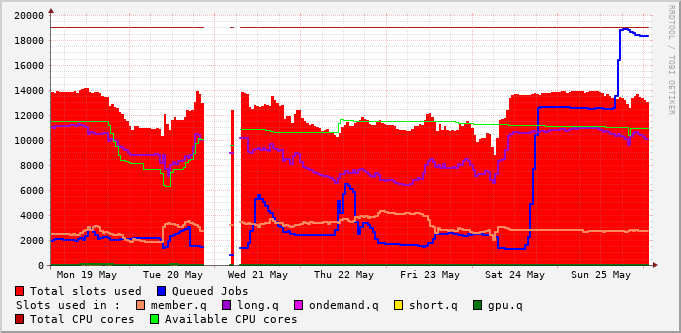 20000
18000
16000
14000
12000
10000
8000
6000
4000
2000
0
Mon 19 May Tue 20 May Wed 21 May Thu 22 May Fri 23 May Sat 24 May Sun 25 May
Total slots used Queued Jobs
Slots used in : member.q long.q ondemand.q short.q gpu.q
Total CPU cores Available CPU cores
RRDTOOL / TOBI OETIKER